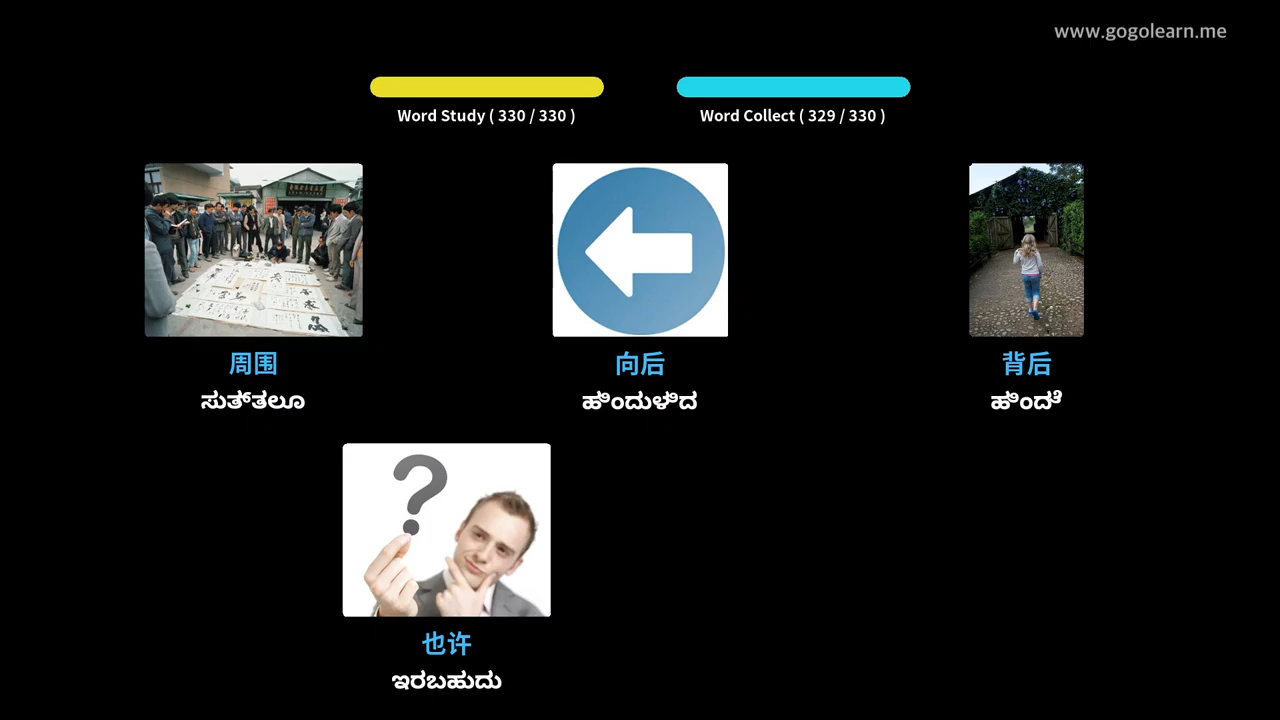 www.gogolearn.me
Word Study ( 330 / 330 )
Word Collect ( 329 / 330 )
周围
向后
背后
ಸುತ್ತಲೂ
ಹಿಂದುಳಿದ
ಹಿಂದೆ
也许
ಇರಬಹುದು